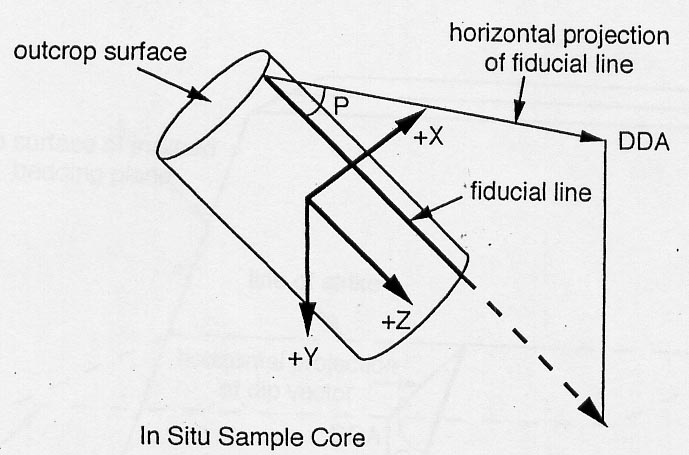 horizontal projection
of fiducial line
outcrop surface
P
+X
DDA
fiducial line
+Z
+Y
In Situ Sample Core